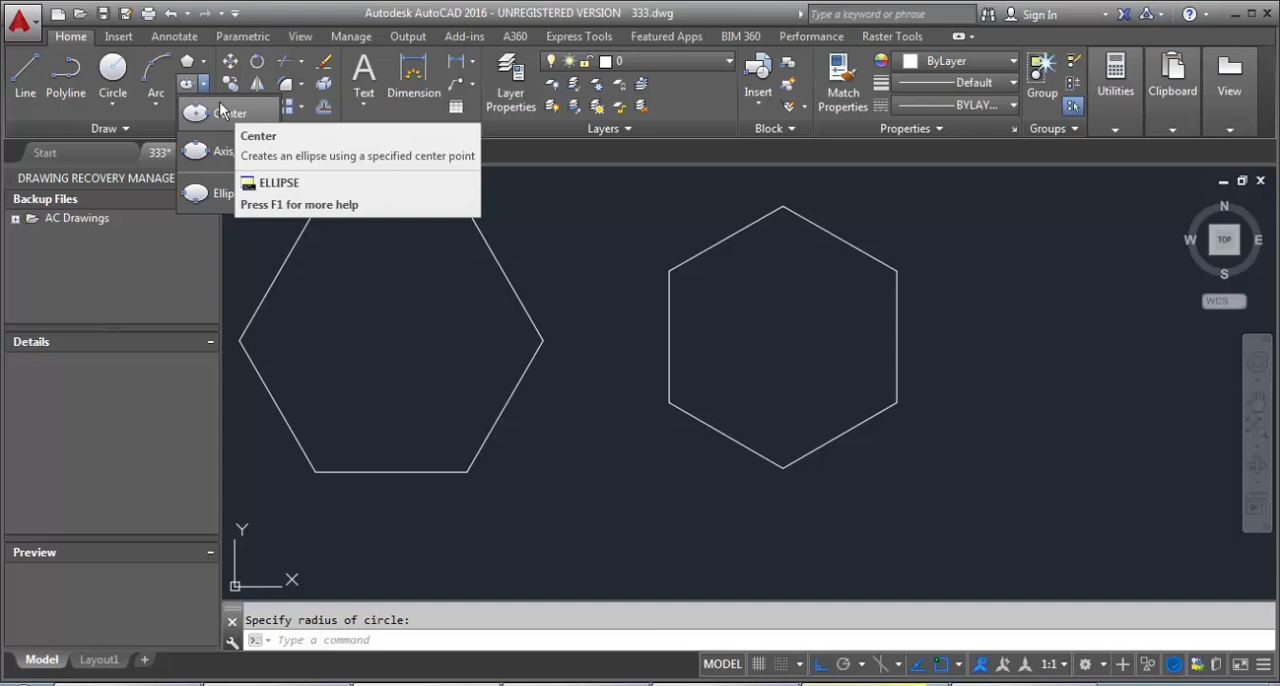 Autodesk AutoCAD 2016 - UNREGISTERED VERSION 333.dwg
Type a keyword or phrase
Sign In
Home Insert Annotate Parametric View Manage Output Add-ins A360 Express Tools Featured Apps BIM 360 Performance Raster Tools
Line Polyline Circle Arc
Text Dimension
Layer Properties
0
Insert
Match Properties
ByLayer
Default
BYLAY...
Group
Utilities
Clipboard
View
Draw
Layers
Block
Properties
Groups
Start
333*
Center
Axis,
Ellip
Center
Creates an ellipse using a specified center point
ELLIPSE
Press F1 for more help
DRAWING RECOVERY MANAGE
Backup Files
AC Drawings
Details
Preview
N
W TOP E
S
WCS
Y
X
Specify radius of circle:
Type a command
Model Layout1 +
MODEL
1:1